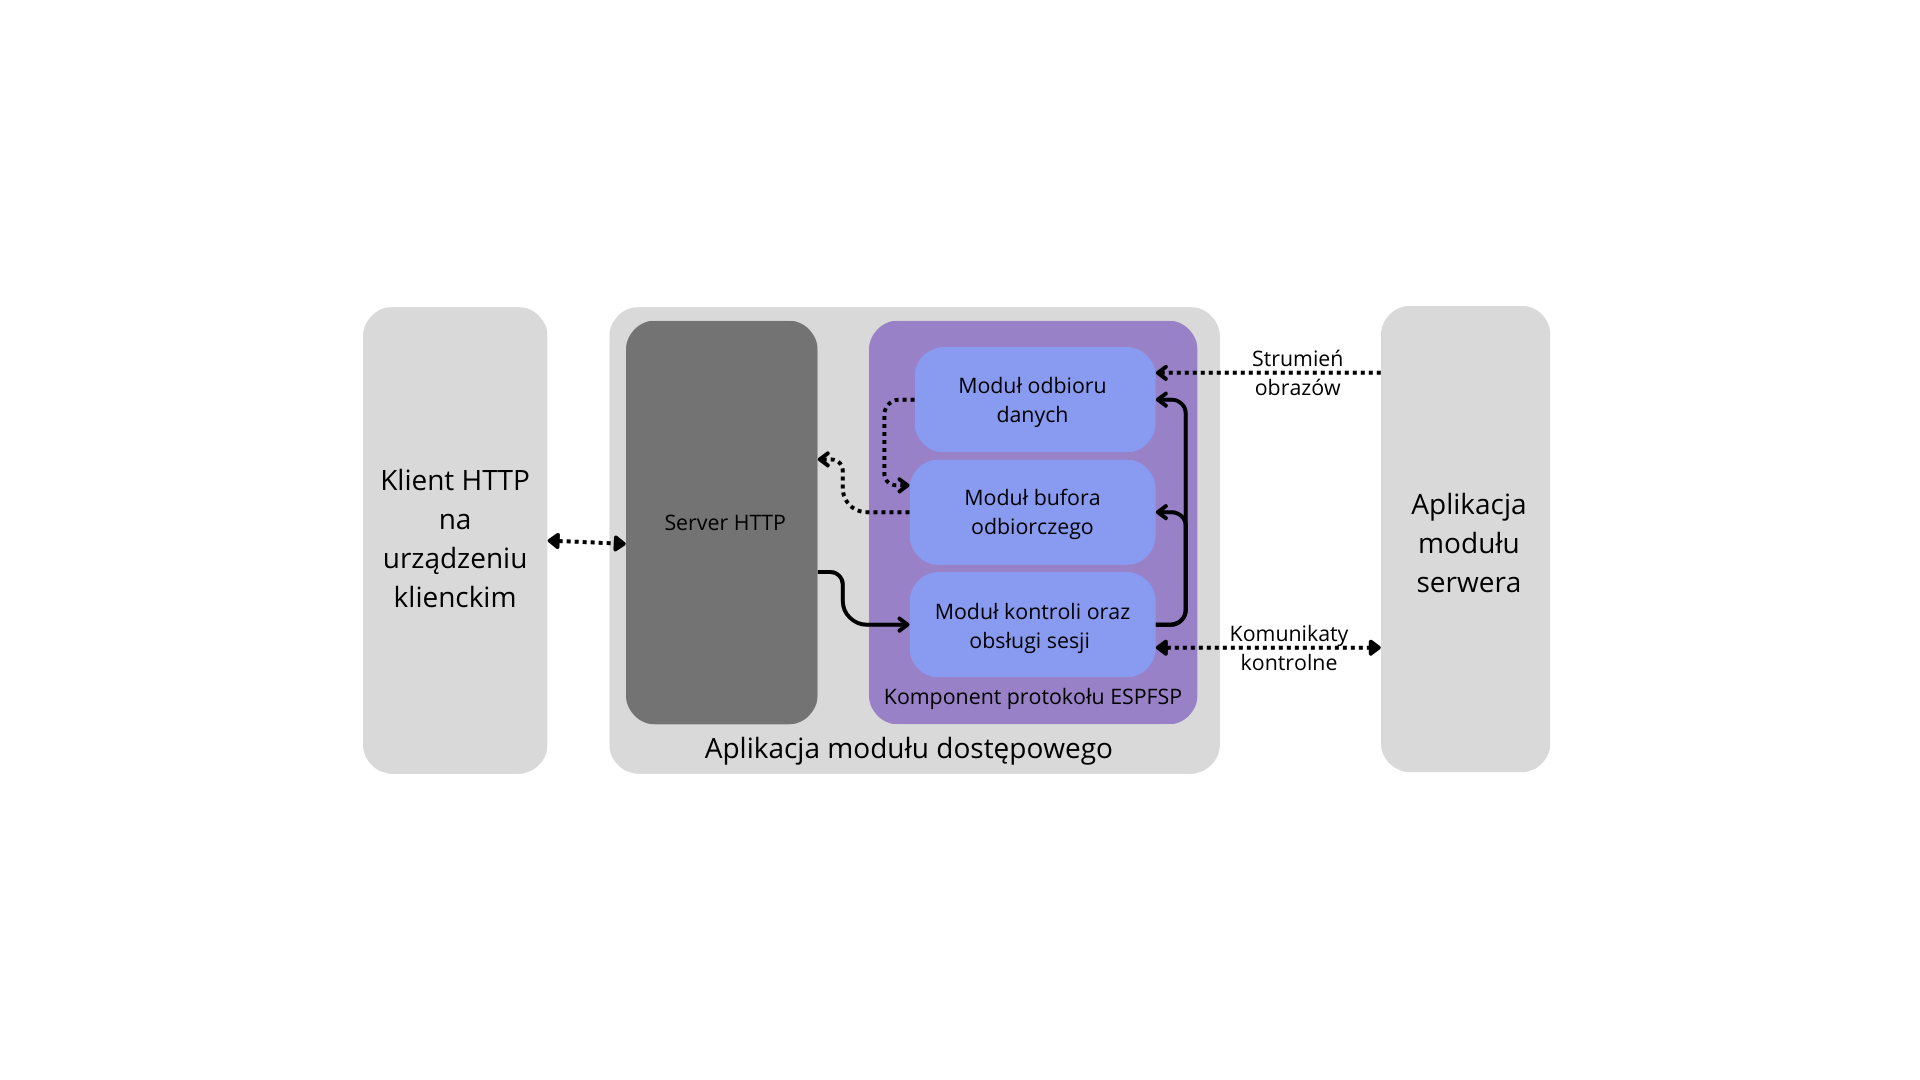 Klient HTTP
na
urządzeniu
klienckim
Server HTTP
Moduł odbioru
danych
Moduł bufora
odbiorczego
Moduł kontroli oraz
obsługi sesji
Komponent protokołu ESPFSP
Aplikacja modułu dostępowego
Strumień
obrazów
Komunikaty
kontrolne
Aplikacja
modułu
serwera